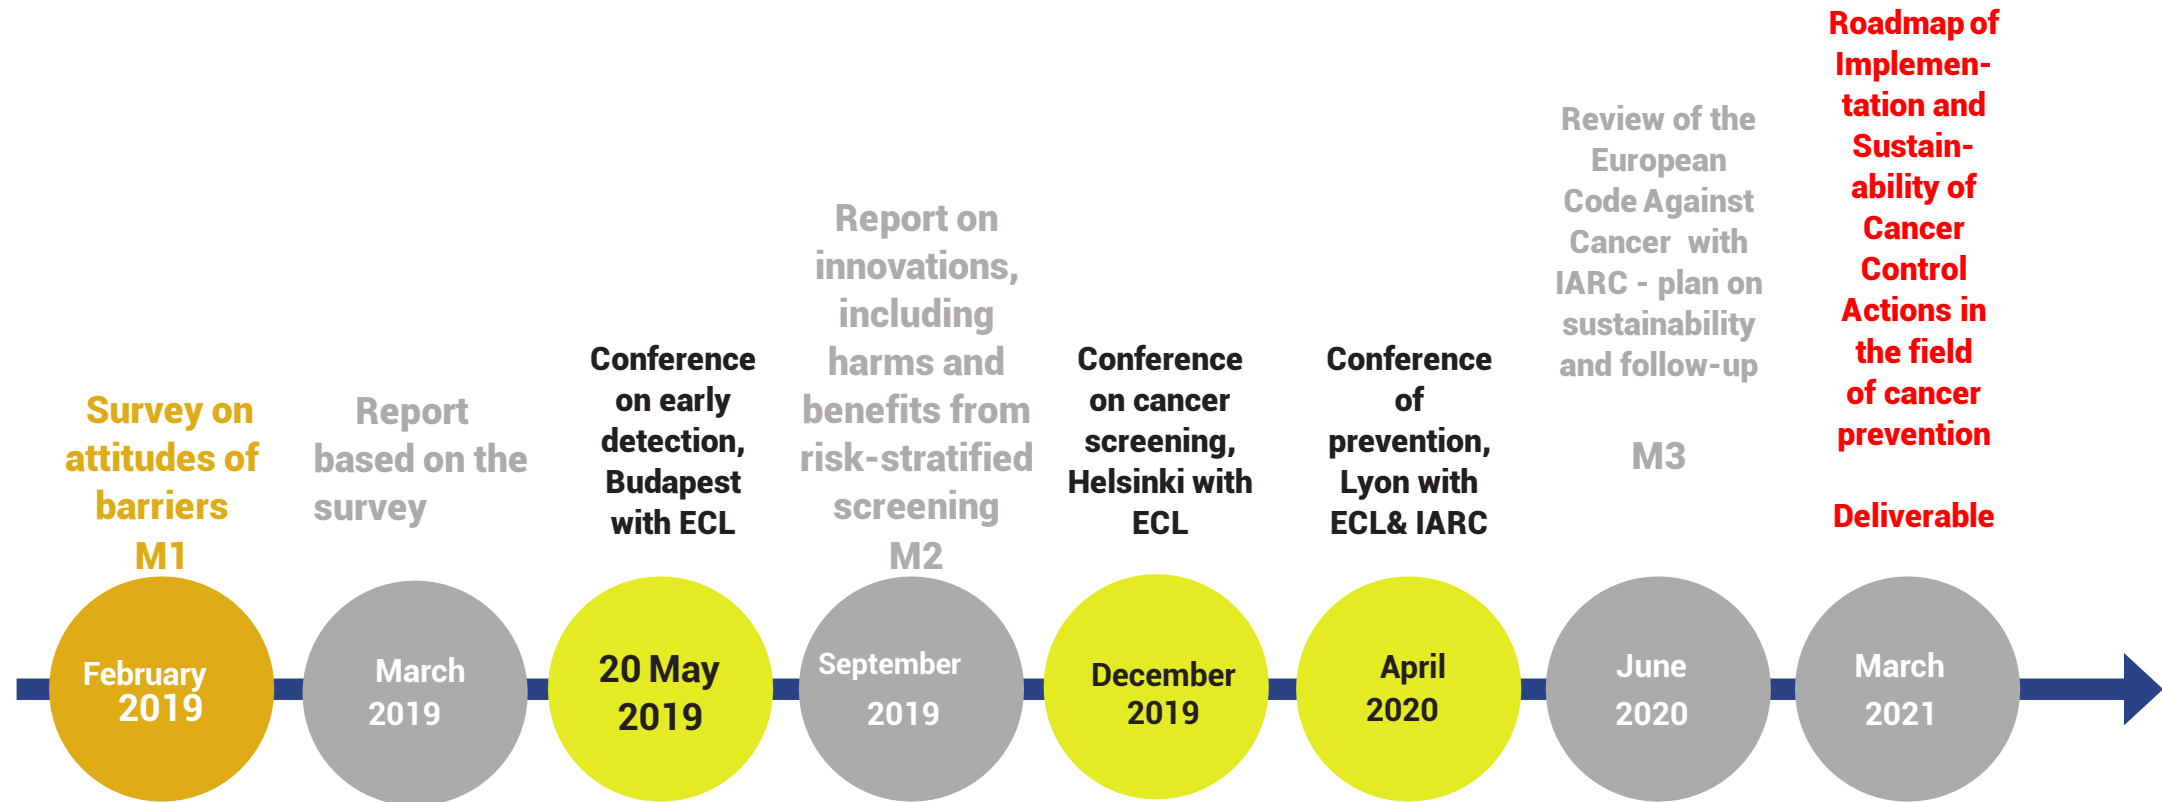 Survey on
attitudes of
barriers
M1
February
2019
Report
based on the
survey
March
2019
Conference
on early
detection,
Budapest
with ECL
20 May
2019
Report on
innovations,
including
harms and
benefits from
risk-stratified
screening
M2
September
2019
Conference
on cancer
screening,
Helsinki with
ECL
December
2019
Conference
of
prevention,
Lyon with
ECL& IARC
April
2020
Review of the
European
Code Against
Cancer with
IARC - plan on
sustainability
and follow-up
M3
June
2020
Roadmap of
Implemen-
tation and
Sustain-
ability of
Cancer
Control
Actions in
the field
of cancer
prevention
Deliverable
March
2021